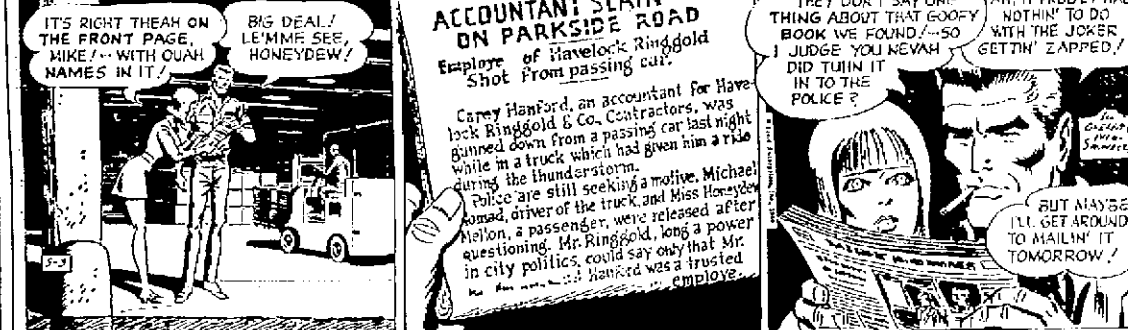 IT'S RIGHT THEAH ON
THE FRONT PAGE,
MIKE!-- WITH OUAH
NAMES IN IT!
BIG DEAL!
LE'MME SEE,
HONEYDEW!
5-3
ACCOUNTANT SLAIN
ON PARKSIDE ROAD
Employe of Havelock Ringgold
Shot from passing car.
Carey Hanford, an accountant for Have-
lock Ringgold & Co., Contractors, was
gunned down from a passing car last night
while in a truck which had given him a ride
during the thunderstorm.
Police are still seeking a motive. Michael
Nomad, driver of the truck, and Miss Honeydew
Mellon, a passenger, were released after
questioning. Mr. Ringgold, long a power
in city politics, could say only that Mr.
Hanford was a trusted
employe.
THEY DON'T SAY ONE
THING ABOUT THAT GOOFY
BOOK WE FOUND!--SO
I JUDGE YOU NEVAH
DID TUHN IT
IN TO THE
POLICE?
NOTHIN' TO DO
WITH THE JOKER
GETTIN' ZAPPED!
BUT MAYBE
I'LL GET AROUND
TO MAILIN' IT
TOMORROW!